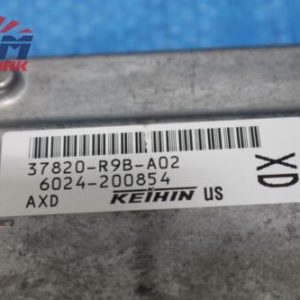 37820-R9B-A02
6024-200854
AXD KEIHIN US
XD